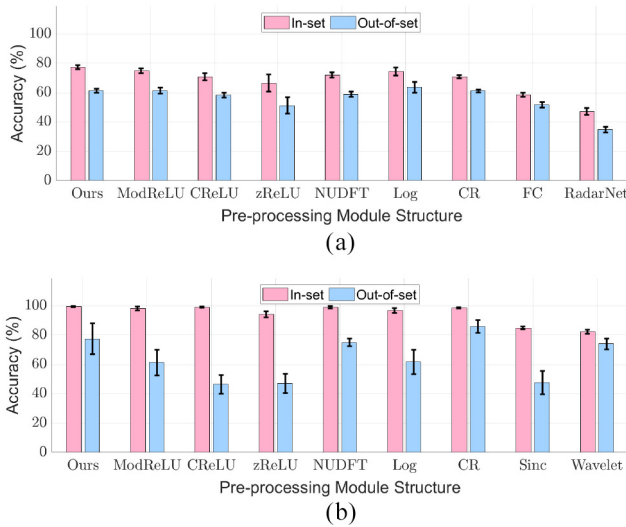 In-set Out-of-set
100
80
60
40
20
0
Accuracy (%)
Ours ModReLU CReLU zReLU NUDFT Log CR FC RadarNet
Pre-processing Module Structure
(a)
In-set Out-of-set
100
80
60
40
20
0
Accuracy (%)
Ours ModReLU CReLU zReLU NUDFT Log CR Sinc Wavelet
Pre-processing Module Structure
(b)